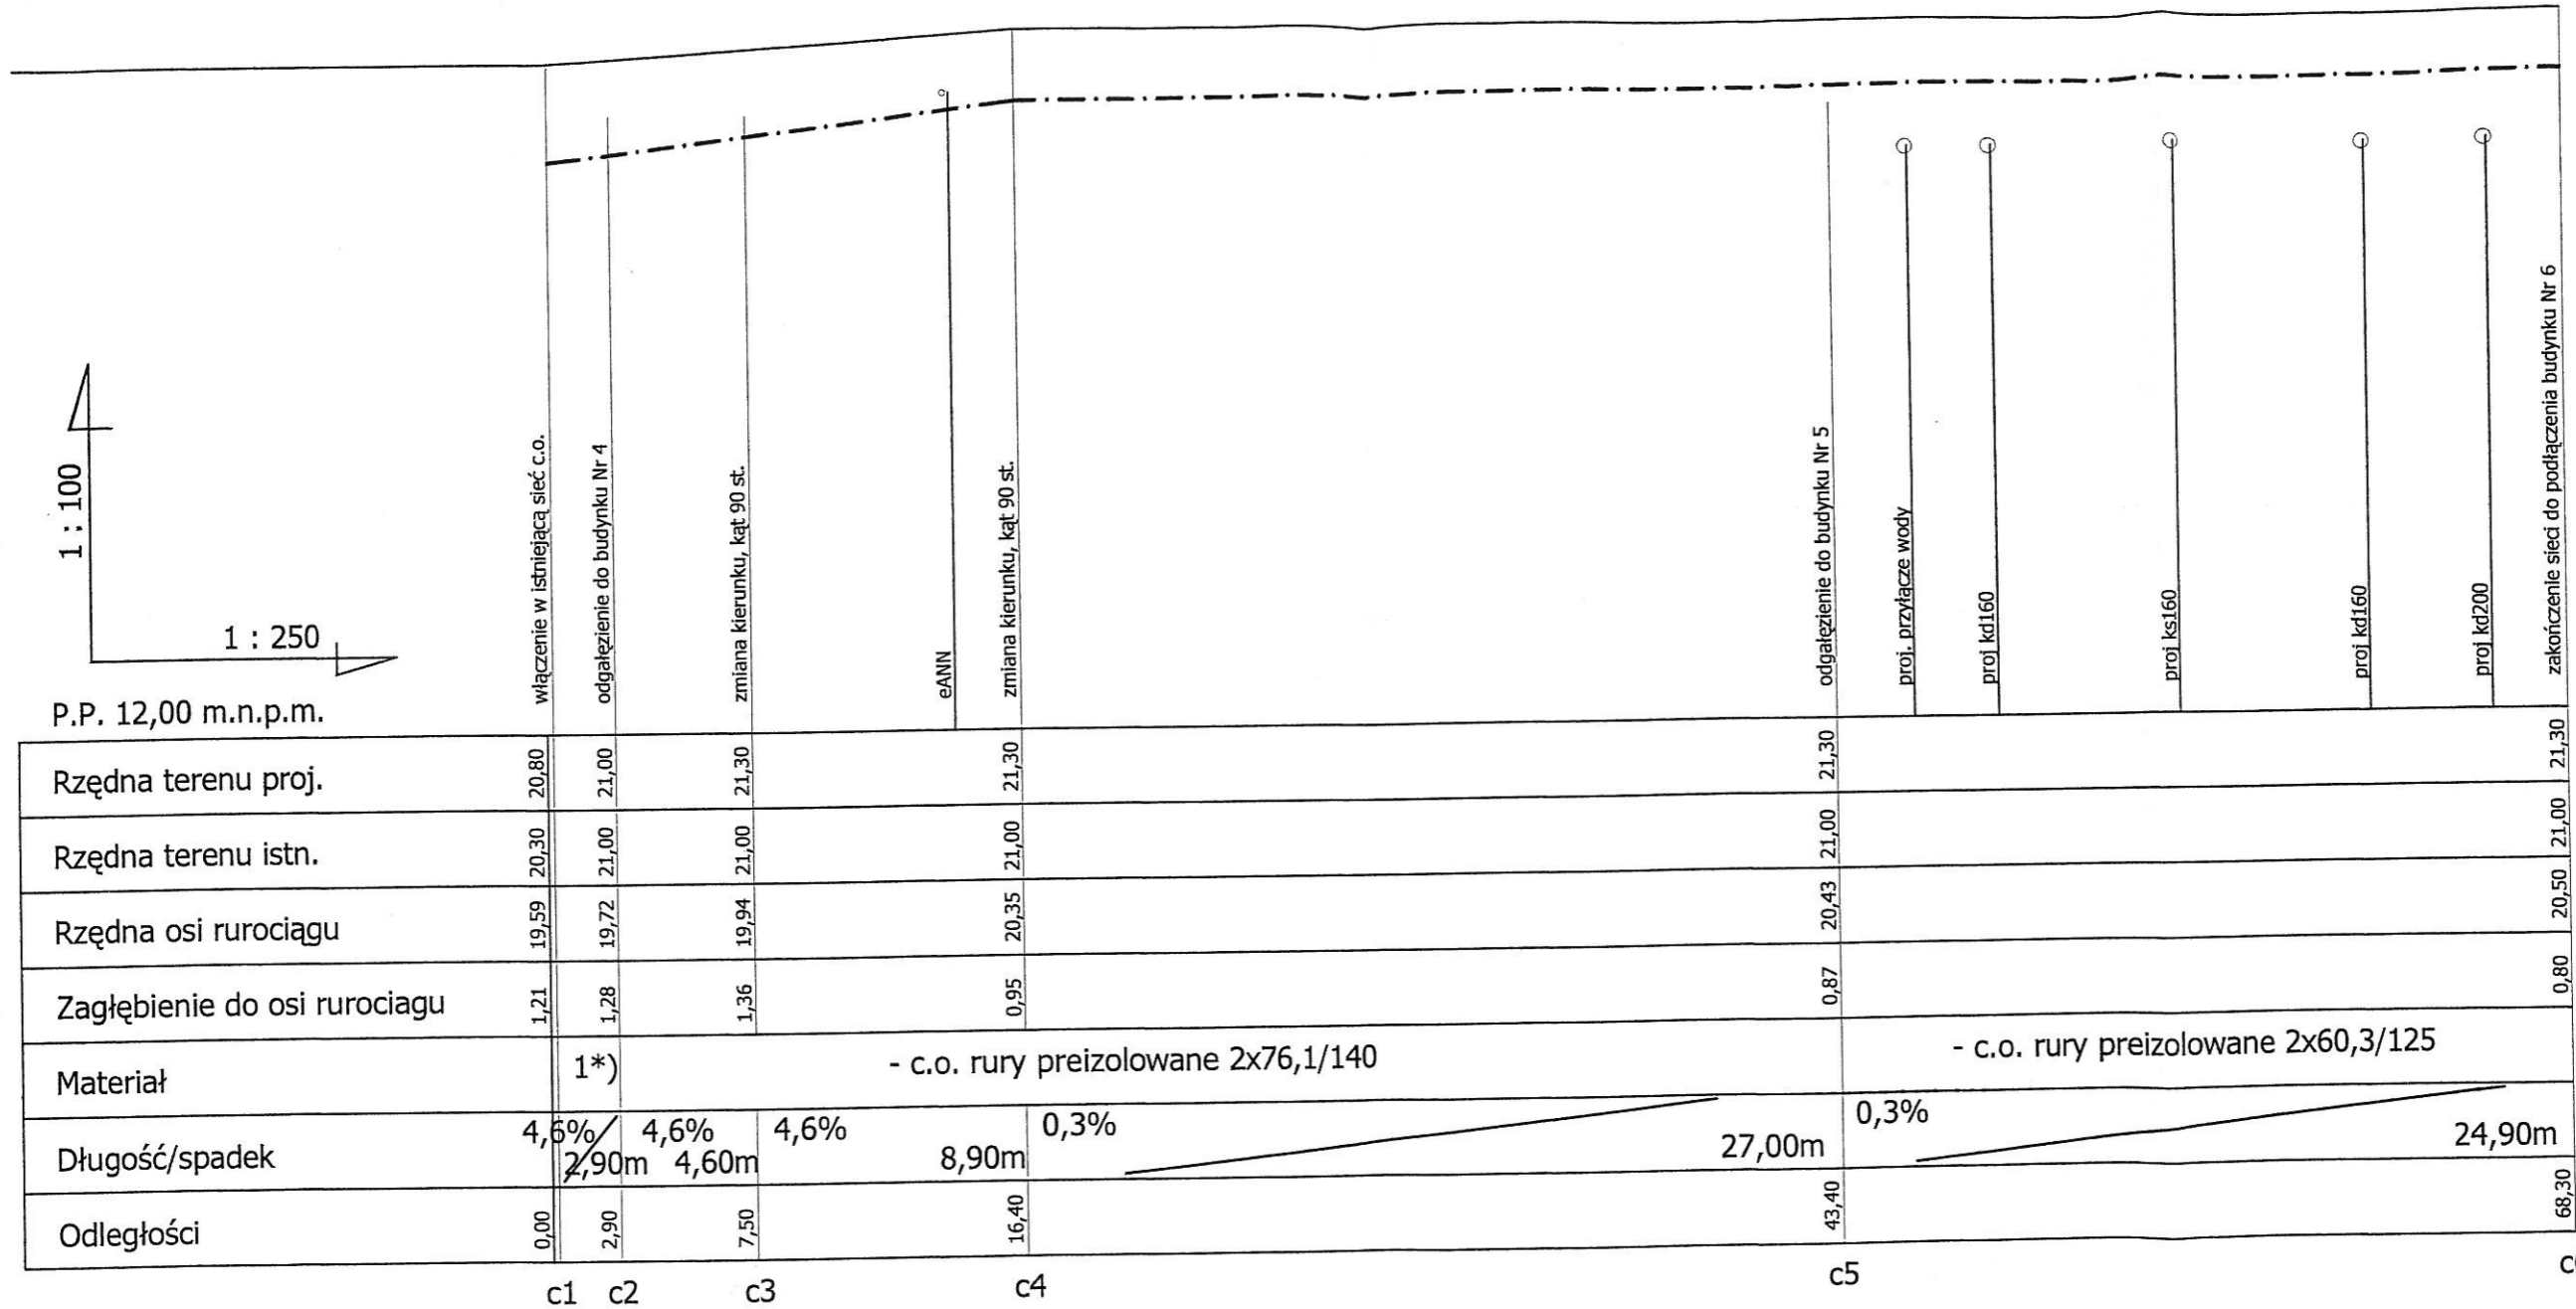 1 : 100
1 : 250
P.P. 12,00 m.n.p.m.
włączenie w istniejącą sieć c.o.
odgałęzienie do budynku Nr 4
zmiana kierunku, kąt 90 st.
eANN
zmiana kierunku, kąt 90 st.
odgałęzienie do budynku Nr 5
proj. przyłącze wody
proj kd160
proj ks160
proj kd160
proj kd200
zakończenie sieci do podłączenia budynku Nr 6
Rzędna terenu proj. 20,80 21,00 21,30 21,30 21,30 21,30
Rzędna terenu istn. 20,30 21,00 21,00 21,00 21,00 21,00
Rzędna osi rurociągu 19,59 19,72 19,94 20,35 20,43 20,50
Zagłębienie do osi rurociagu 1,21 1,28 1,36 0,95 0,87 0,80
Materiał 1*) - c.o. rury preizolowane 2x76,1/140 - c.o. rury preizolowane 2x60,3/125
Długość/spadek 4,6% 2,90m 4,6% 4,60m 4,6% 8,90m 0,3% 27,00m 0,3% 24,90m
Odległości 0,00 2,90 7,50 16,40 43,40 68,30
c1 c2 c3 c4 c5